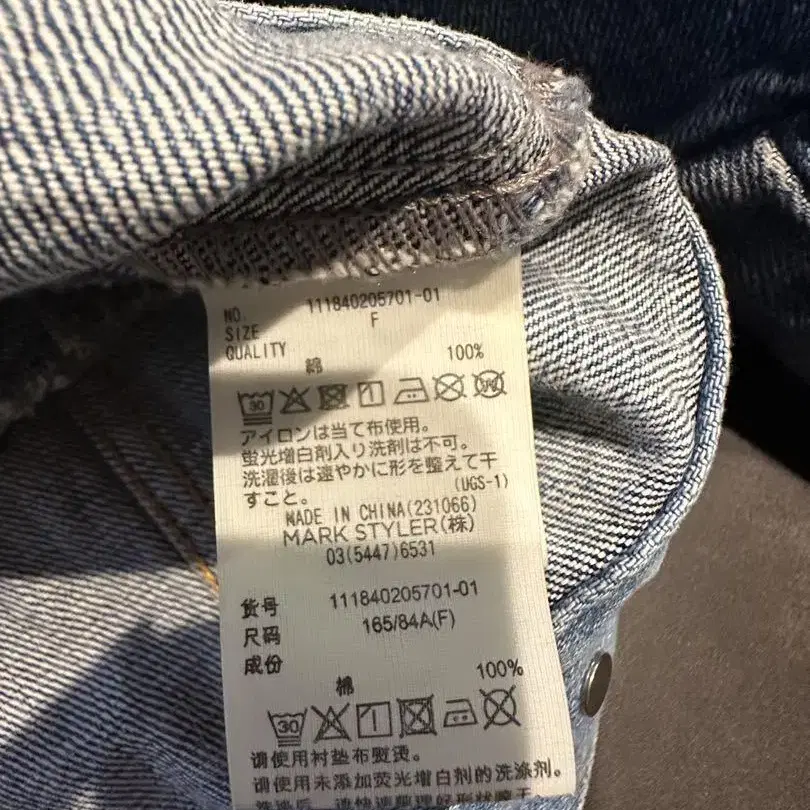 NO. 111840205701-01
SIZE F
QUALITY
綿 100%
30
アイロンは当て布使用。
蛍光増白剤入り洗剤は不可。
洗濯後は速やかに形を整えて干
すこと。 (UGS-1)
MADE IN CHINA(231066)
MARK STYLER(株)
03(5447)6531
货号 111840205701-01
尺码 165/84A(F)
成份
棉 100%
30
请使用衬垫布熨烫。
请使用未添加荧光增白剂的洗涤剂。